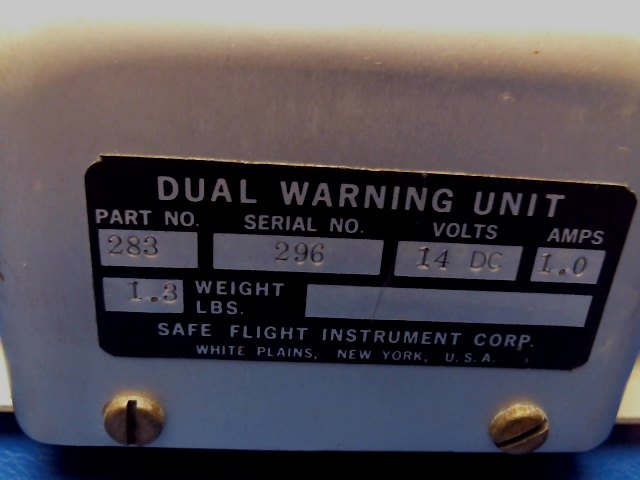 DUAL WARNING UNIT
PART NO. SERIAL NO. VOLTS AMPS
283 296 14 DC 1.0
1.3 WEIGHT LBS.
SAFE FLIGHT INSTRUMENT CORP.
WHITE PLAINS, NEW YORK, U.S.A.